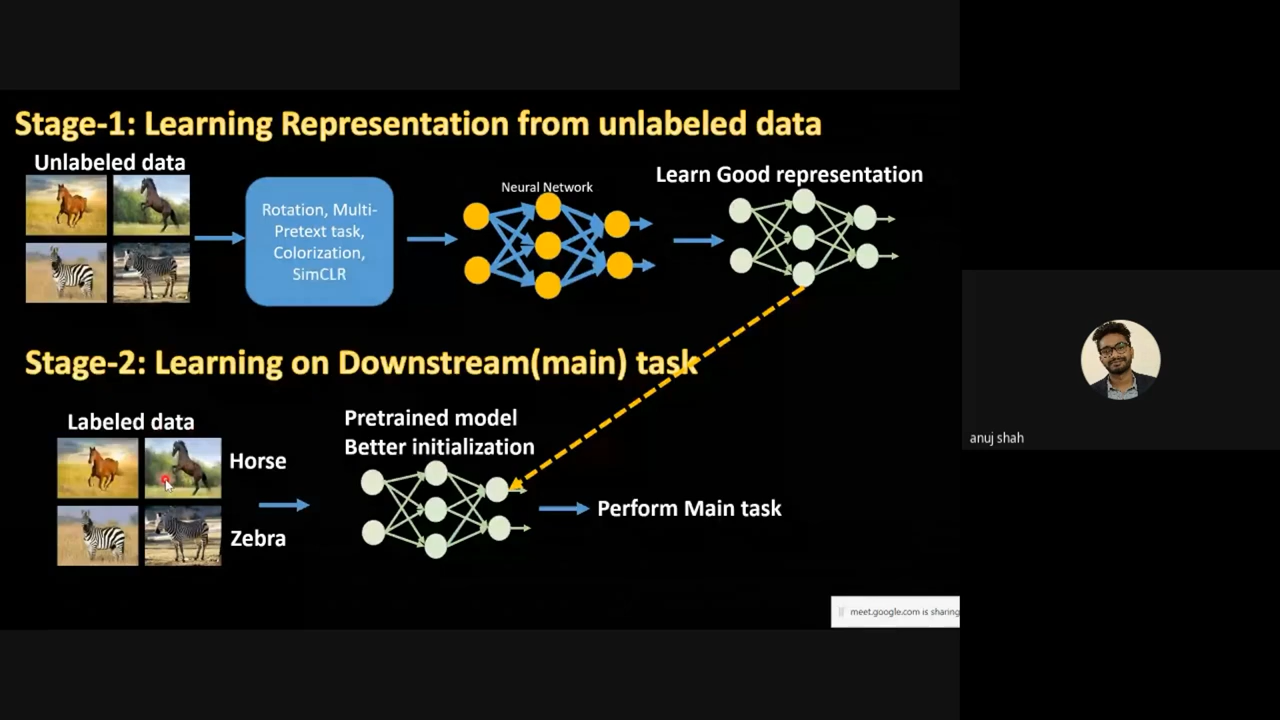 Stage-1: Learning Representation from unlabeled data
Unlabeled data
Rotation, Multi-
Pretext task,
Colorization,
SimCLR
Neural Network
Learn Good representation
Stage-2: Learning on Downstream(main) task
Labeled data
Horse
Zebra
Pretrained model
Better initialization
Perform Main task
meet.google.com is sharing
anuj shah